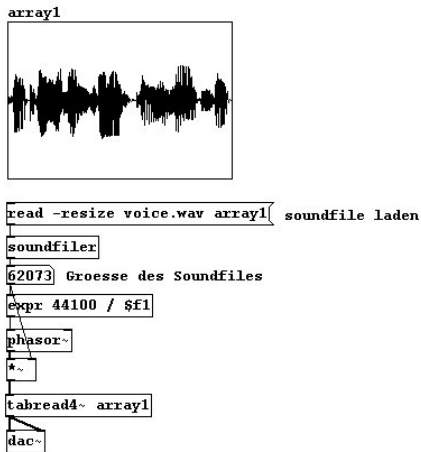 array1
read -resize voice.wav array1 soundfile laden
soundfiler
62073 Groesse des Soundfiles
expr 44100 / $f1
phasor~
*~
tabread4~ array1
dac~